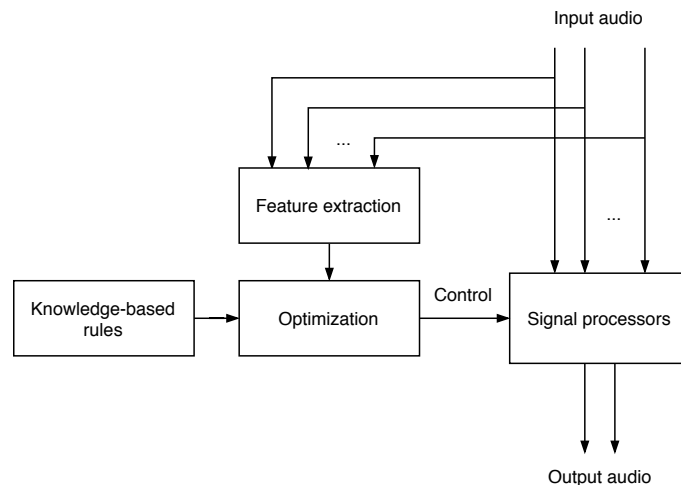 Input audio
...
Feature extraction
...
Knowledge-based
rules
Optimization
Control
Signal processors
Output audio